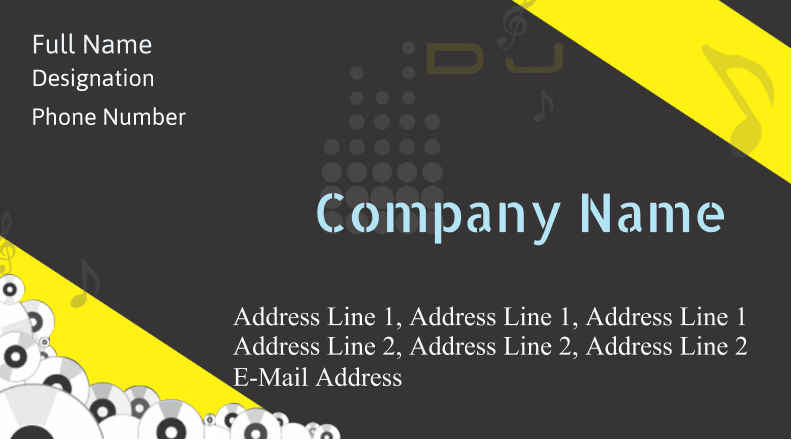 Full Name
Designation
Phone Number
DJ
Company Name
Address Line 1, Address Line 1, Address Line 1
Address Line 2, Address Line 2, Address Line 2
E-Mail Address